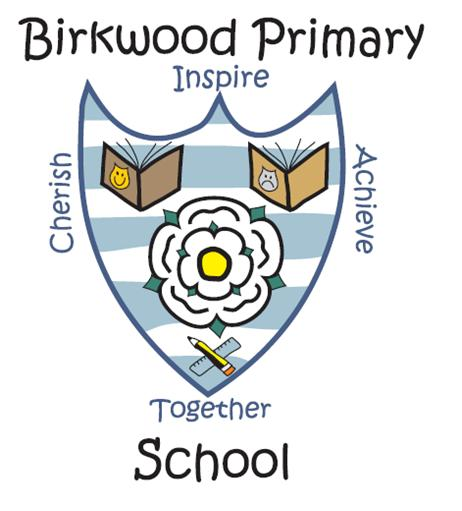 Birkwood Primary
Inspire
Cherish
Achieve
Together
School